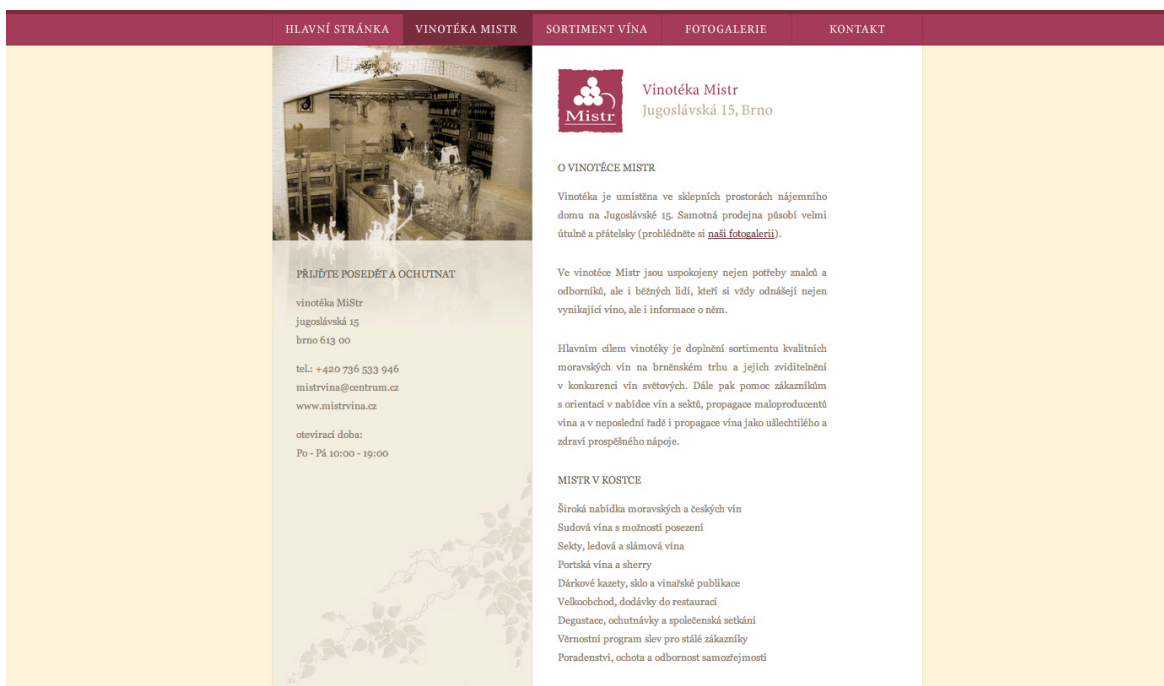 HLAVNÍ STRÁNKA
VINOTÉKA MISTR
SORTIMENT VÍNA
FOTOGALERIE
KONTAKT
Mistr
Vinotéka Mistr
Jugoslávská 15, Brno
PŘIJĎTE POSEDĚT A OCHUTNAT
vinotéka MiStr
jugoslávská 15
brno 613 00
tel.: +420 736 533 946
mistrvina@centrum.cz
www.mistrvina.cz
otevírací doba:
Po - Pá 10:00 - 19:00
O VINOTÉCE MISTR
Vinotéka je umístěna ve sklepních prostorách nájemního
domu na Jugoslávské 15. Samotná prodejna působí velmi
útulně a přátelsky (prohlédněte si naši fotogalerii).
Ve vinotéce Mistr jsou uspokojeny nejen potřeby znalců a
odborníků, ale i běžných lidí, kteří si vždy odnášejí nejen
vynikající víno, ale i informace o něm.
Hlavním cílem vinotéky je doplnění sortimentu kvalitních
moravských vín na brněnském trhu a jejich zviditelnění
v konkurenci vín světových. Dále pak pomoc zákazníkům
s orientací v nabídce vín a sektů, propagace maloproducentů
vína a v neposlední řadě i propagace vína jako ušlechtilého a
zdraví prospěšného nápoje.
MISTR V KOSTCE
Široká nabídka moravských a českých vín
Sudová vína s možností posezení
Sekty, ledová a slámová vína
Portská vína a sherry
Dárkové kazety, sklo a vinařské publikace
Velkoobchod, dodávky do restaurací
Degustace, ochutnávky a společenská setkání
Věrnostní program slev pro stálé zákazníky
Poradenství, ochota a odbornost samozřejmostí